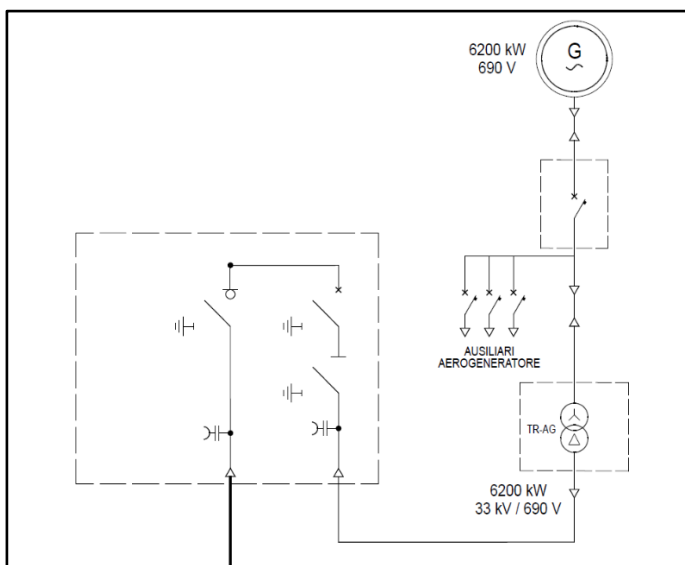 6200 kW
690 V
G
AUSILIARI
AEROGENERATORE
TR-AG
6200 kW
33 kV / 690 V